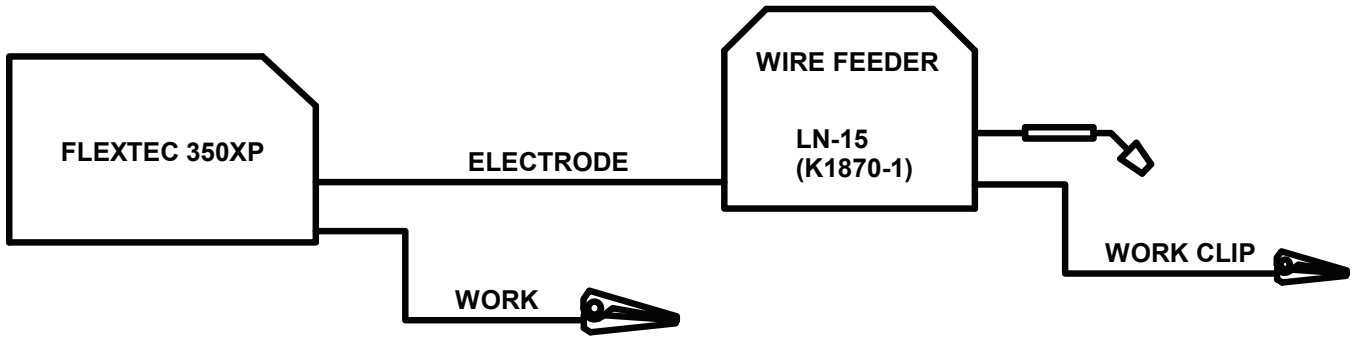 WIRE FEEDER
FLEXTEC 350XP
LN-15
(K1870-1)
ELECTRODE
WORK CLIP
WORK